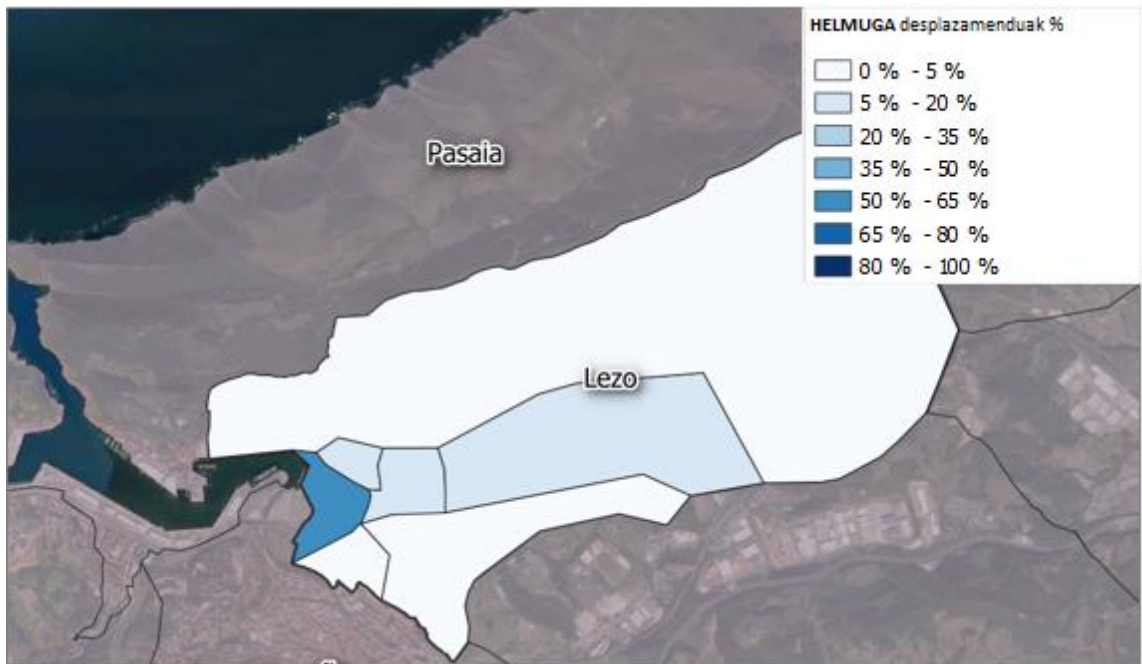 HELMUGA desplazamenduak %
0 % - 5 %
5 % - 20 %
20 % - 35 %
35 % - 50 %
50 % - 65 %
65 % - 80 %
80 % - 100 %
Pasaia
Lezo